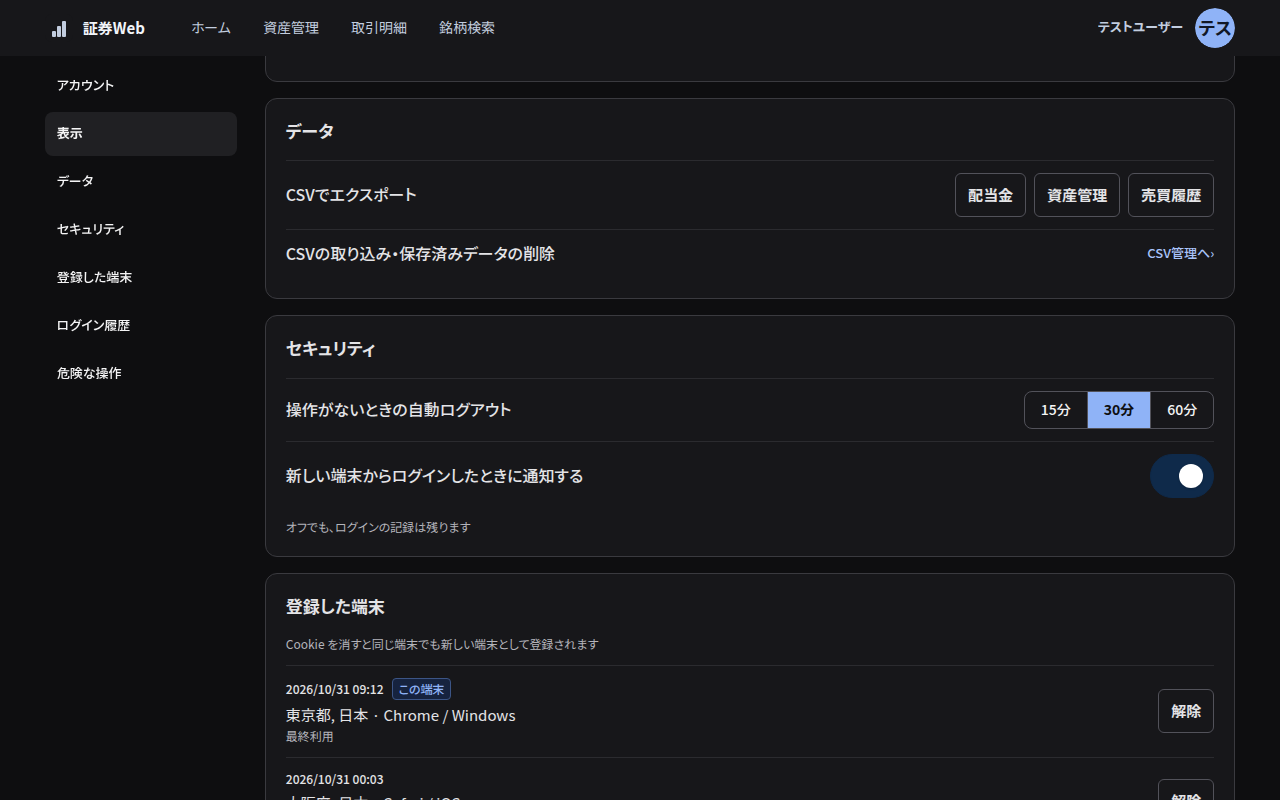 証券Web
ホーム
資産管理
取引明細
銘柄検索
テストユーザー
テス
アカウント
表示
データ
セキュリティ
登録した端末
ログイン履歴
危険な操作
データ
CSVでエクスポート
配当金
資産管理
売買履歴
CSVの取り込み・保存済みデータの削除
CSV管理へ›
セキュリティ
操作がないときの自動ログアウト
15分
30分
60分
新しい端末からログインしたときに通知する
オフでも、ログインの記録は残ります
登録した端末
Cookie を消すと同じ端末でも新しい端末として登録されます
2026/10/31 09:12
この端末
東京都, 日本 · Chrome / Windows
最終利用
解除
2026/10/31 00:03